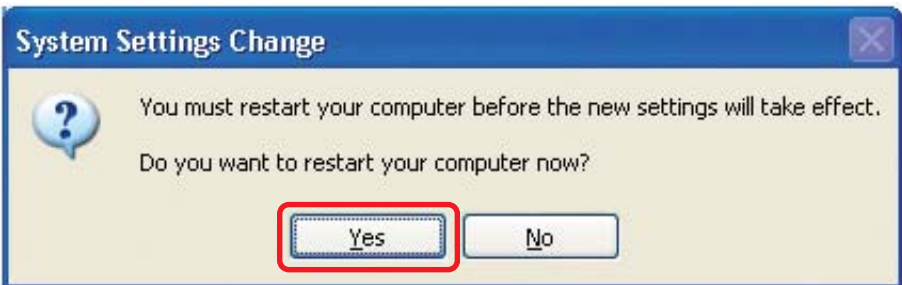 System Settings Change
You must restart your computer before the new settings will take effect.
Do you want to restart your computer now?
Yes No